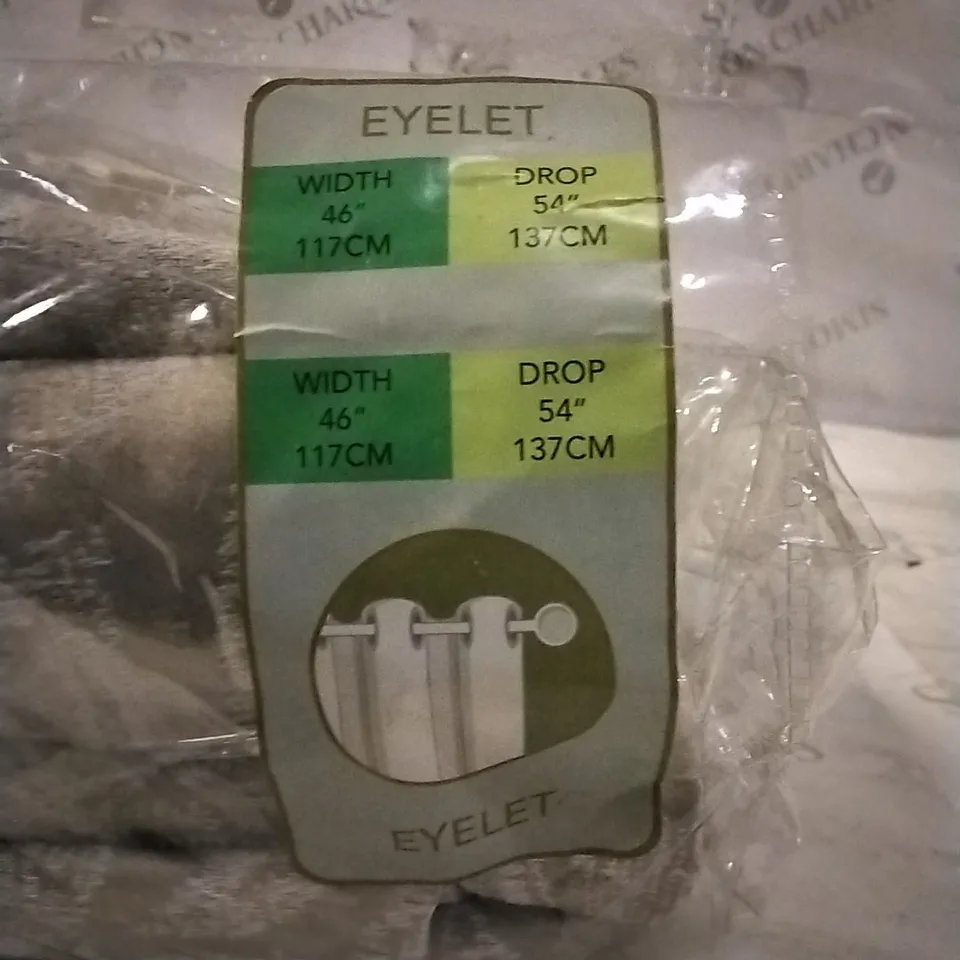 EYELET
WIDTH
46"
117CM
DROP
54"
137CM
WIDTH
46"
117CM
DROP
54"
137CM
EYELET